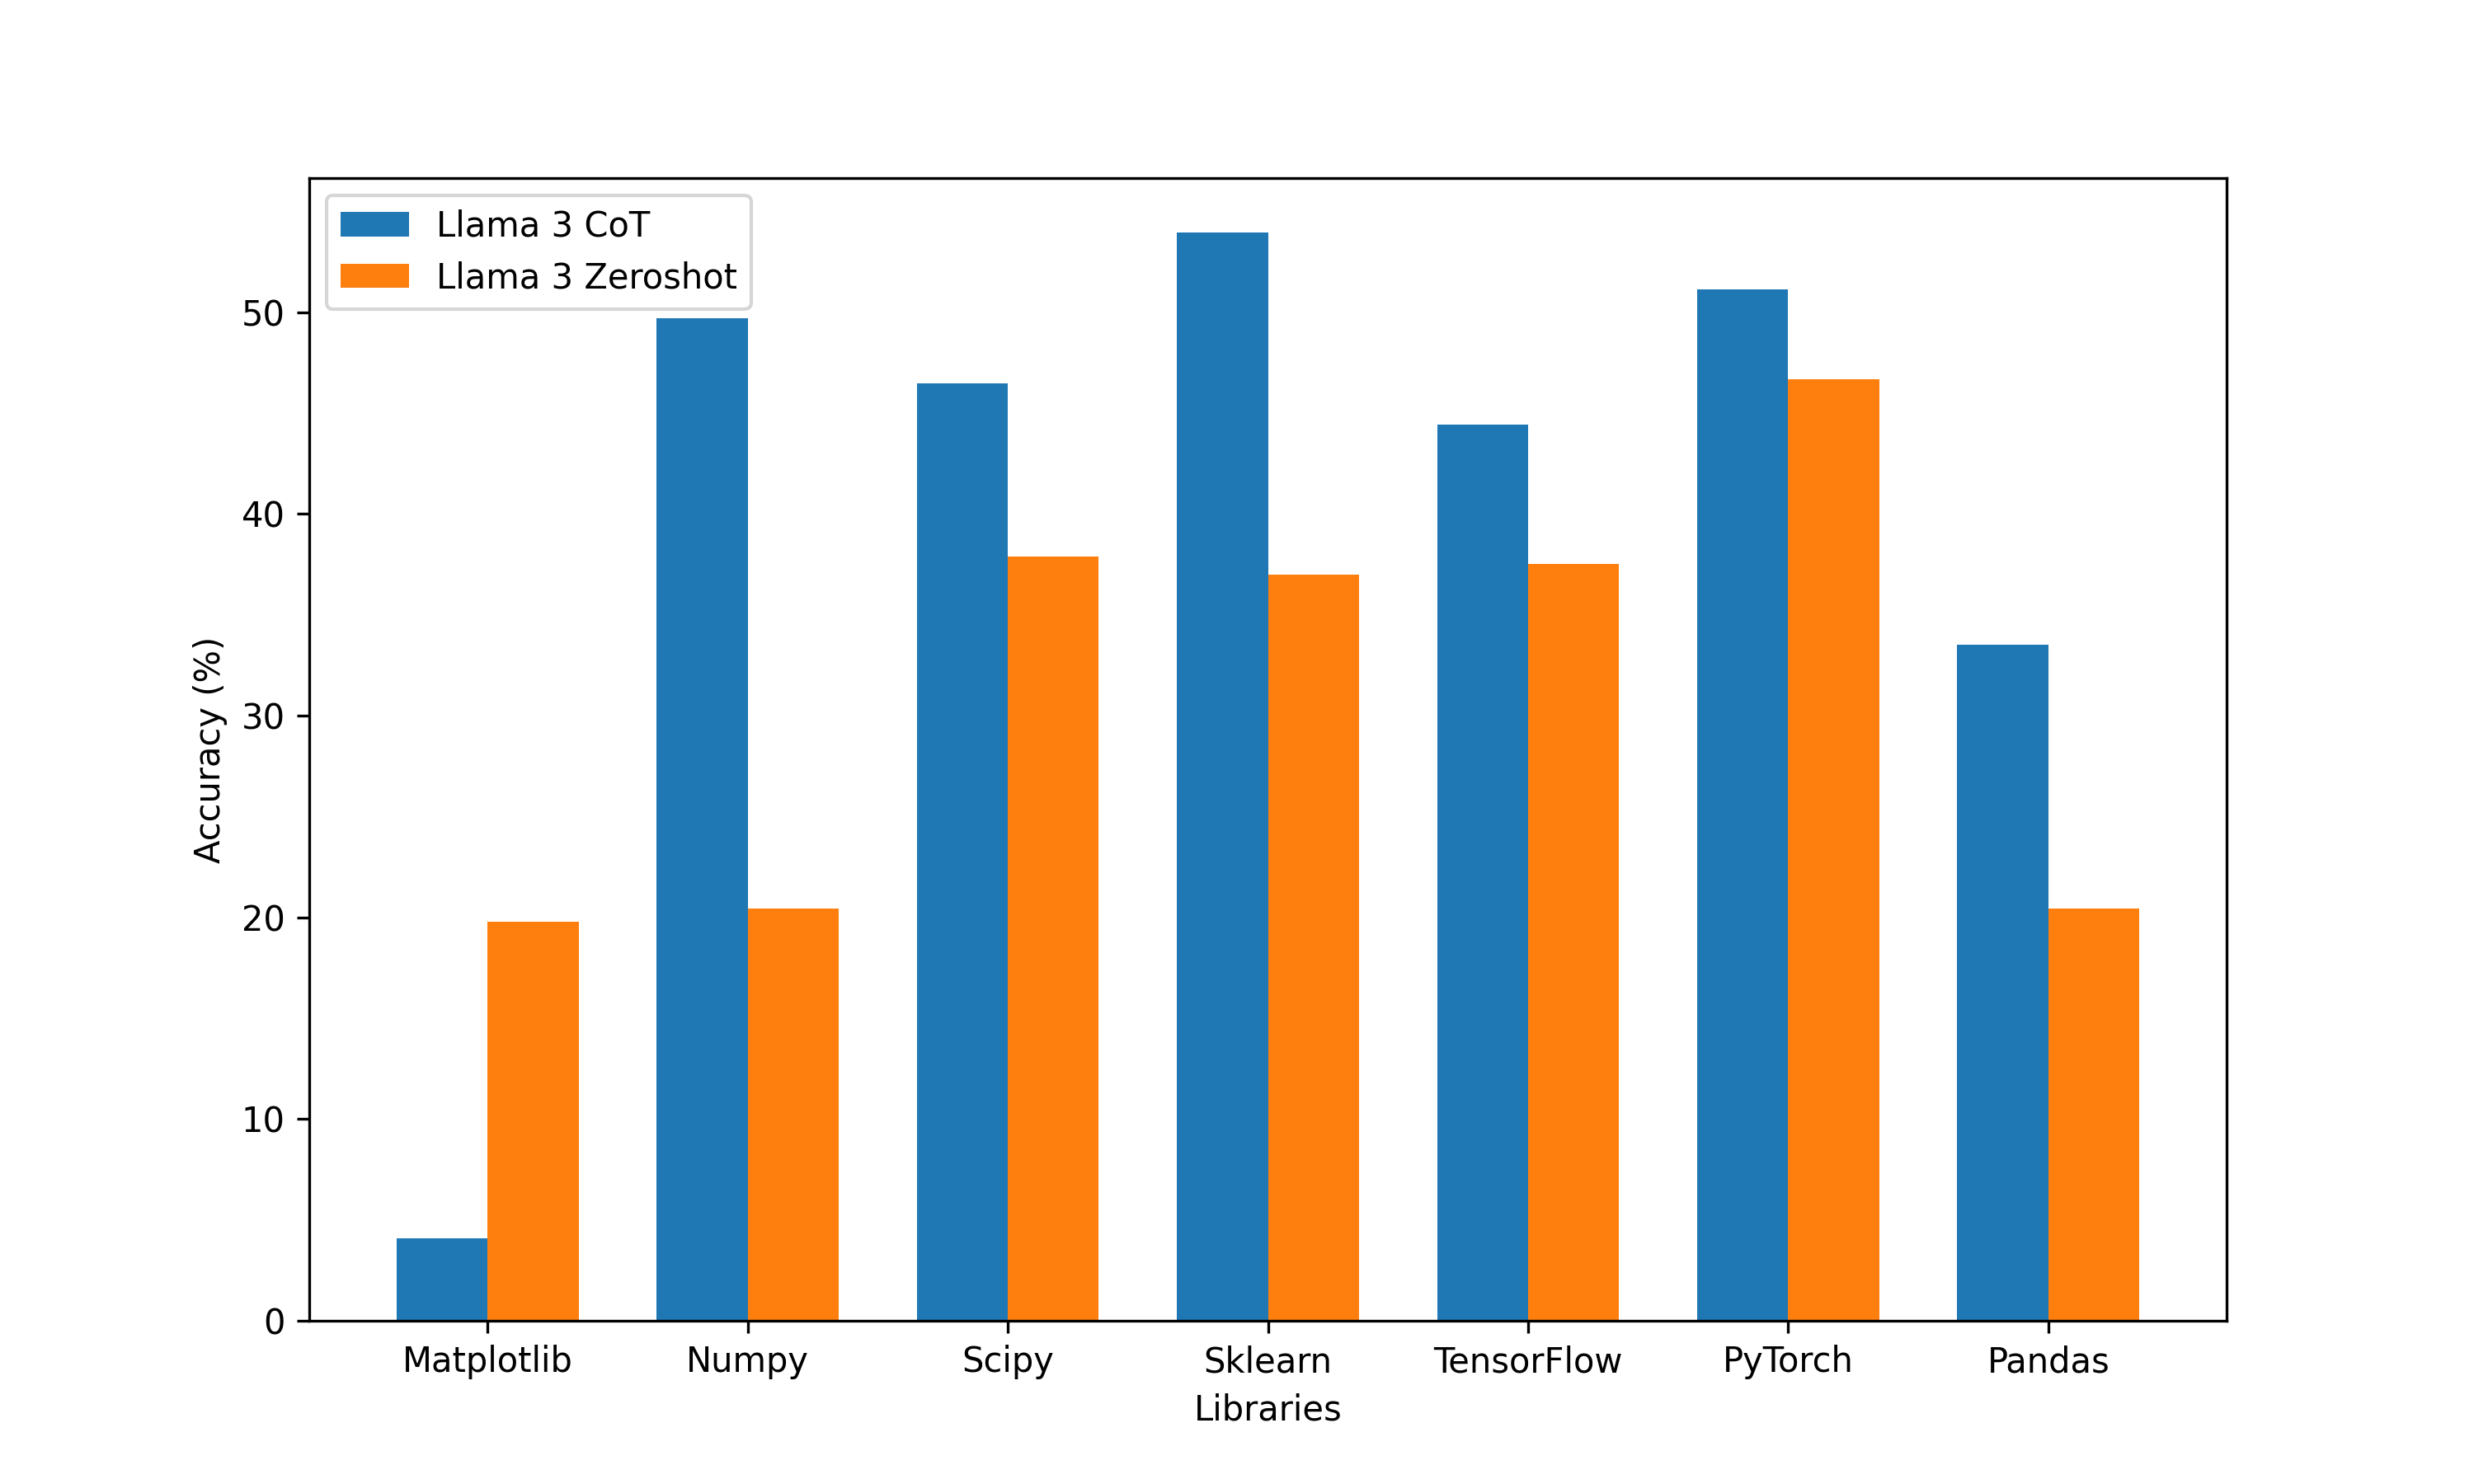 Llama 3 CoT
Llama 3 Zeroshot
Accuracy (%)
50
40
30
20
10
0
Matplotlib Numpy Scipy Sklearn TensorFlow PyTorch Pandas
Libraries